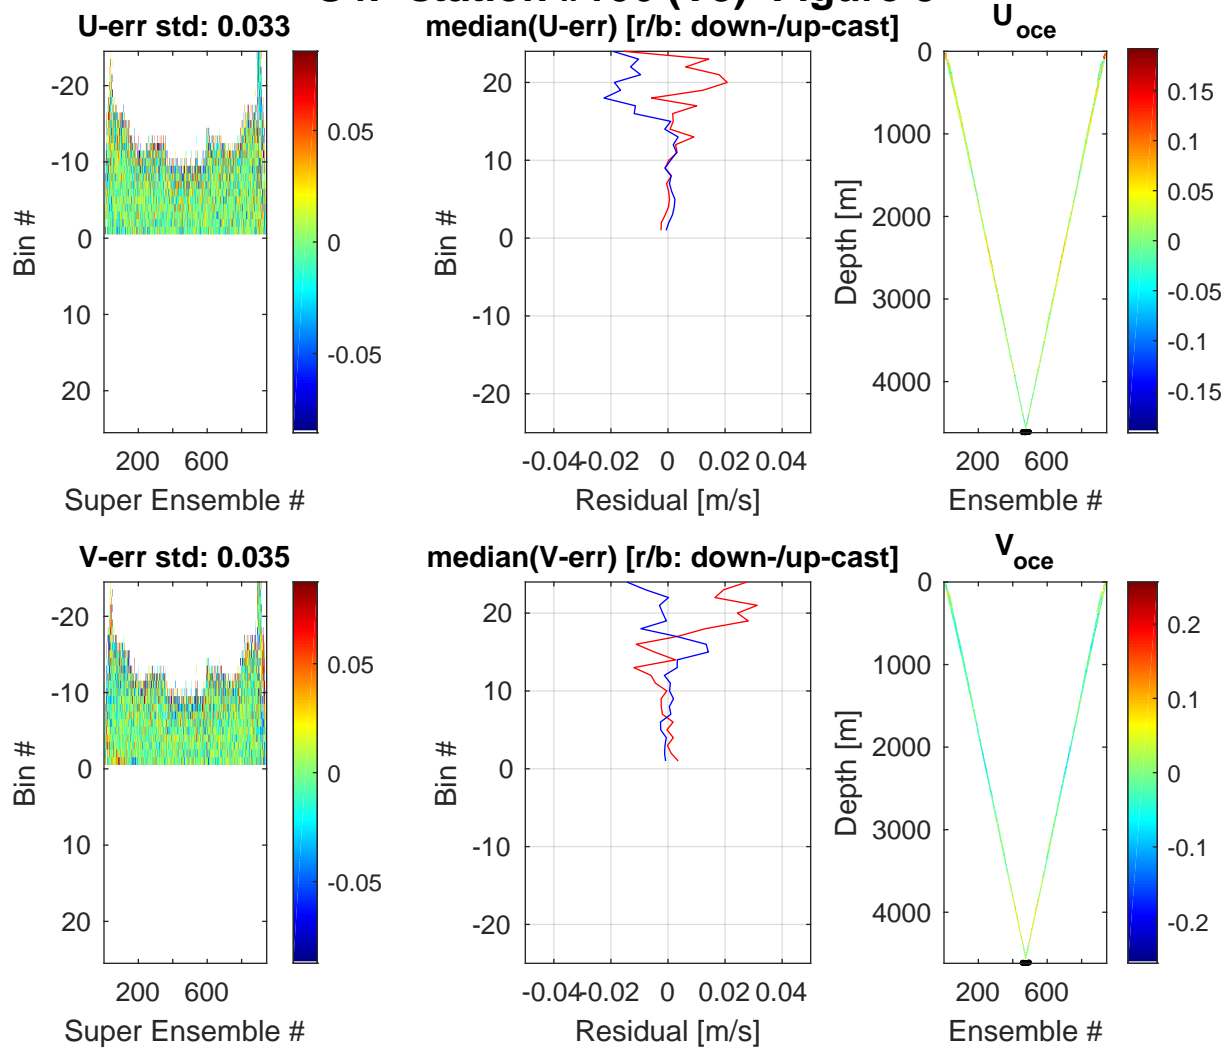 U-err std: 0.033
median(U-err) [r/b: down-/up-cast]
U_oce
-20
-10
0
10
20
Bin #
200 600
Super Ensemble #
0.05
0
-0.05
20
10
0
-10
-20
Bin #
-0.04 -0.02 0 0.02 0.04
Residual [m/s]
0
1000
2000
3000
4000
Depth [m]
200 600
Ensemble #
0.15
0.1
0.05
0
-0.05
-0.1
-0.15
V-err std: 0.035
median(V-err) [r/b: down-/up-cast]
V_oce
-20
-10
0
10
20
Bin #
200 600
Super Ensemble #
0.05
0
-0.05
20
10
0
-10
-20
Bin #
-0.04 -0.02 0 0.02 0.04
Residual [m/s]
0
1000
2000
3000
4000
Depth [m]
200 600
Ensemble #
0.2
0.1
0
-0.1
-0.2